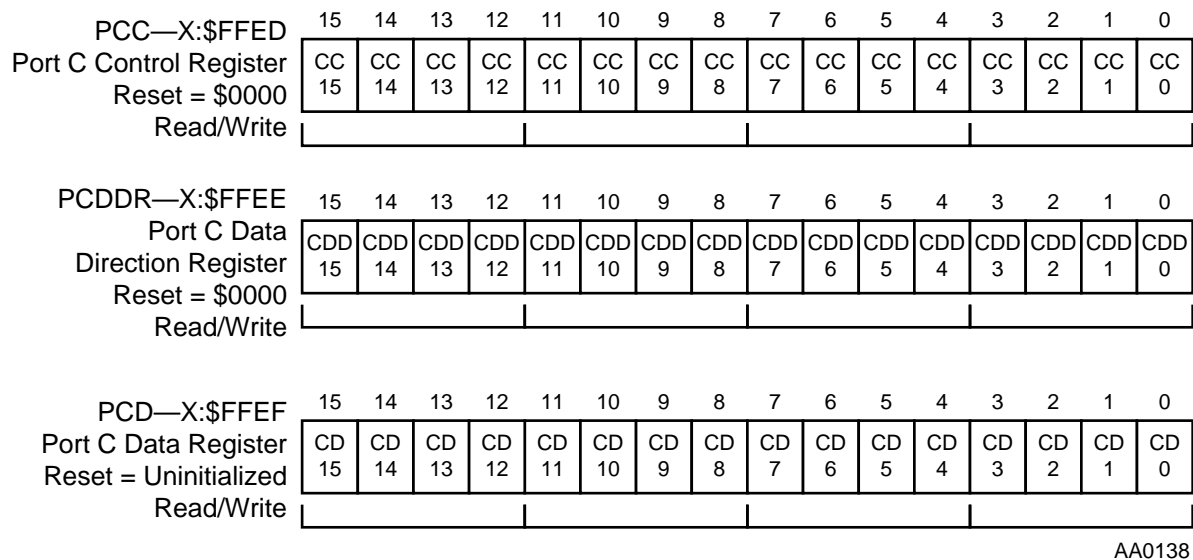 PCC—X:$FFED 15 14 13 12 11 10 9 8 7 6 5 4 3 2 1 0
Port C Control Register CC CC CC CC CC CC CC CC CC CC CC CC CC CC CC CC
Reset = $0000 15 14 13 12 11 10 9 8 7 6 5 4 3 2 1 0
Read/Write
PCDDR—X:$FFEE 15 14 13 12 11 10 9 8 7 6 5 4 3 2 1 0
Port C Data CDD CDD CDD CDD CDD CDD CDD CDD CDD CDD CDD CDD CDD CDD CDD CDD
Direction Register 15 14 13 12 11 10 9 8 7 6 5 4 3 2 1 0
Reset = $0000
Read/Write
PCD—X:$FFEF 15 14 13 12 11 10 9 8 7 6 5 4 3 2 1 0
Port C Data Register CD CD CD CD CD CD CD CD CD CD CD CD CD CD CD CD
Reset = Uninitialized 15 14 13 12 11 10 9 8 7 6 5 4 3 2 1 0
Read/Write
AA0138